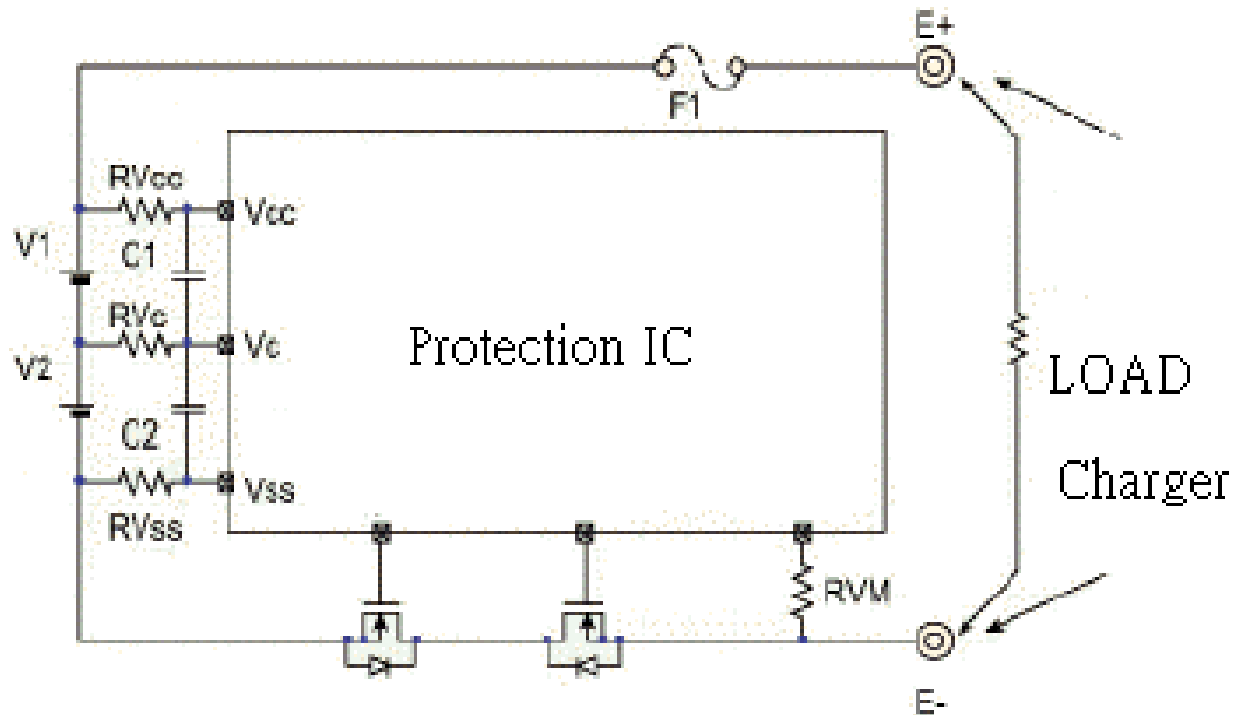 E+
F1
RVcc
Vcc
V1
C1
RVc
Vc
Protection IC
V2
LOAD
C2
Charger
Vss
RVss
RVM
E-